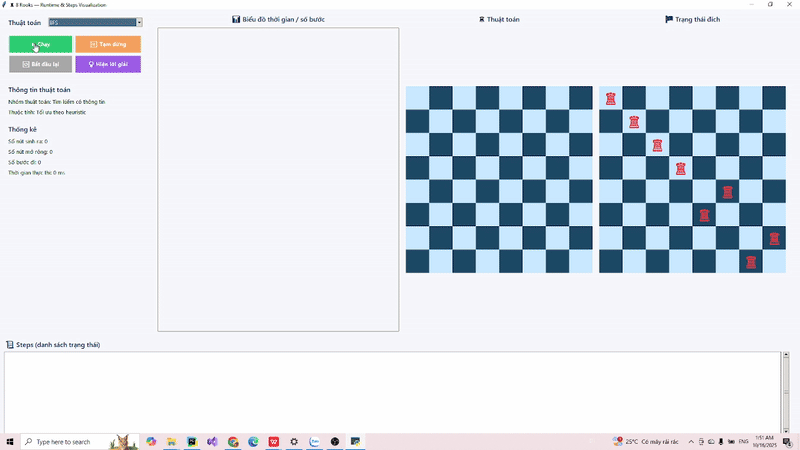 8 Rooks — Runtime & Steps Visualization
Thuật toán
BFS
Biểu đồ thời gian / số bước
Thuật toán
Trạng thái đích
Chạy
Tạm dừng
Bắt đầu lại
Hiện lời giải
Thông tin thuật toán
Nhóm thuật toán: Tìm kiếm có thông tin
Thuộc tính: Tối ưu theo heuristic
Thống kê
Số nút sinh ra: 0
Số nút mở rộng: 0
Số bước đi: 0
Thời gian thực thi: 0 ms
Steps (danh sách trạng thái)
Type here to search
25°C Có mây rải rác
ENG
1:51 AM
10/16/2025